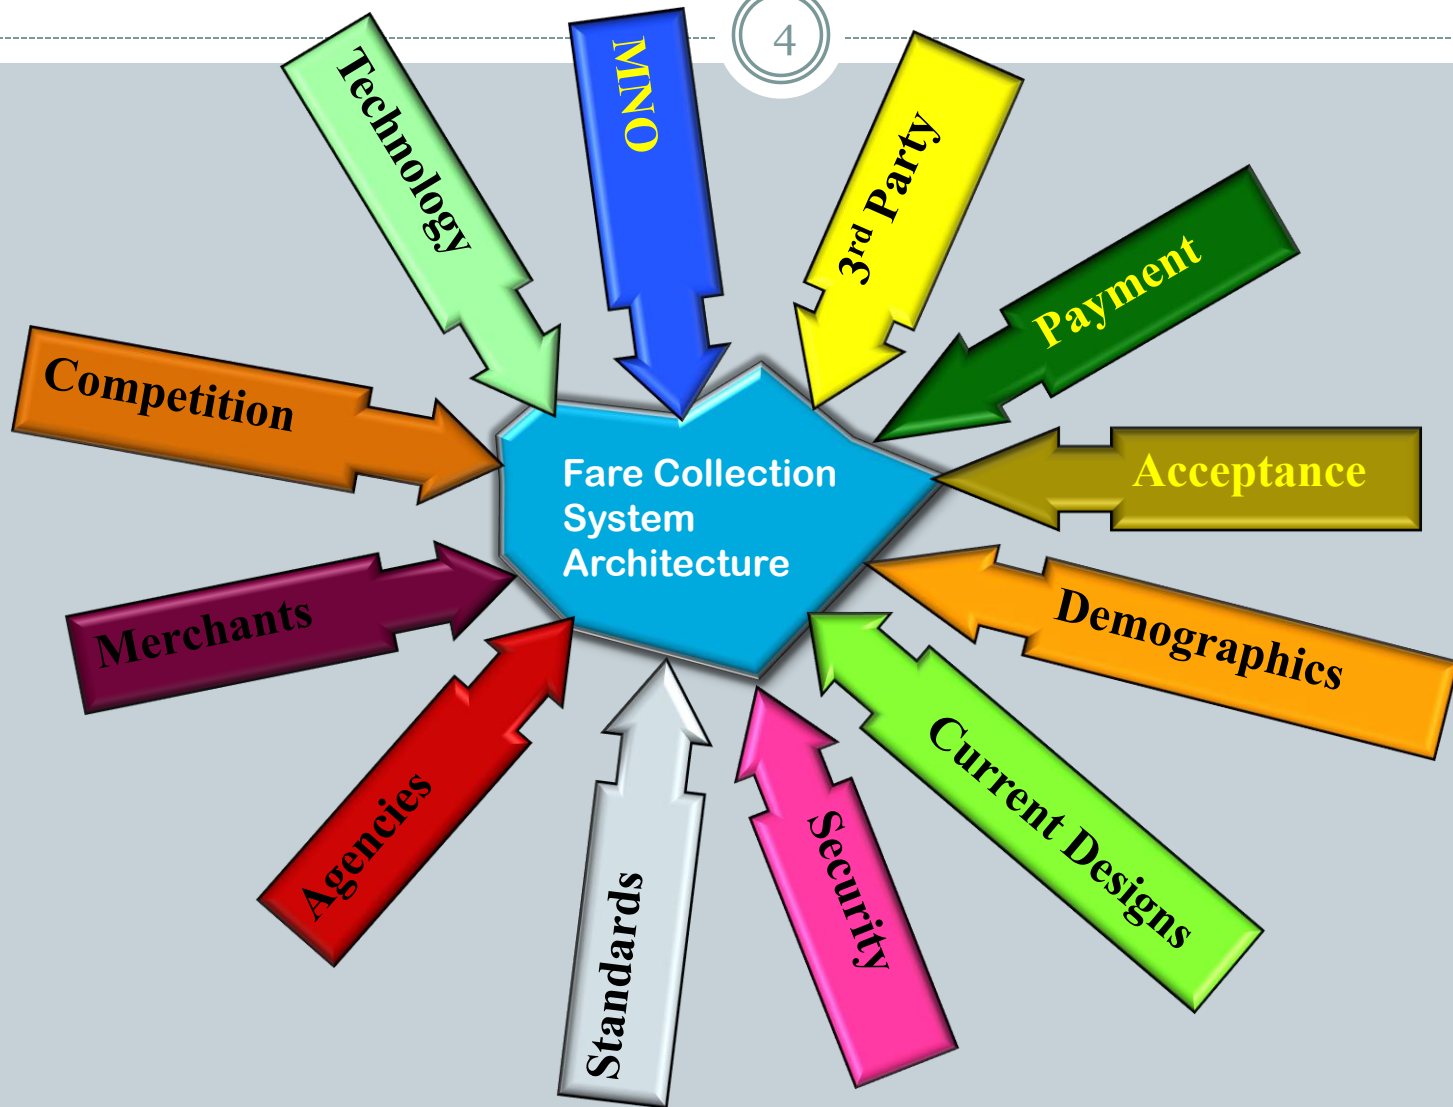 4
Technology
MNO
3rd Party
Payment
Competition
Fare Collection
System
Architecture
Acceptance
Merchants
Demographics
Agencies
Standards
Security
Current Designs